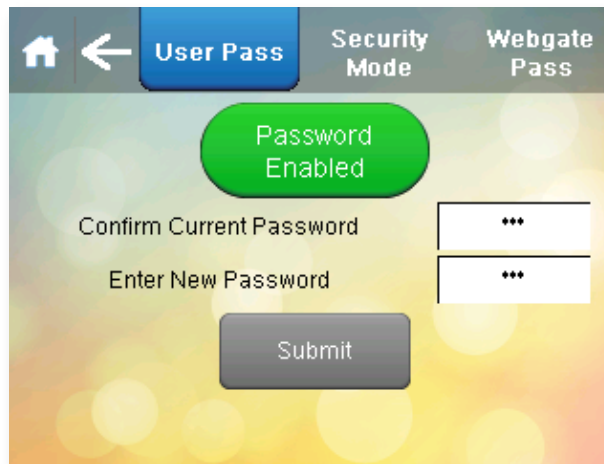 User Pass
Security
Mode
Webgate
Pass
Password
Enabled
Confirm Current Password
***
Enter New Password
***
Submit